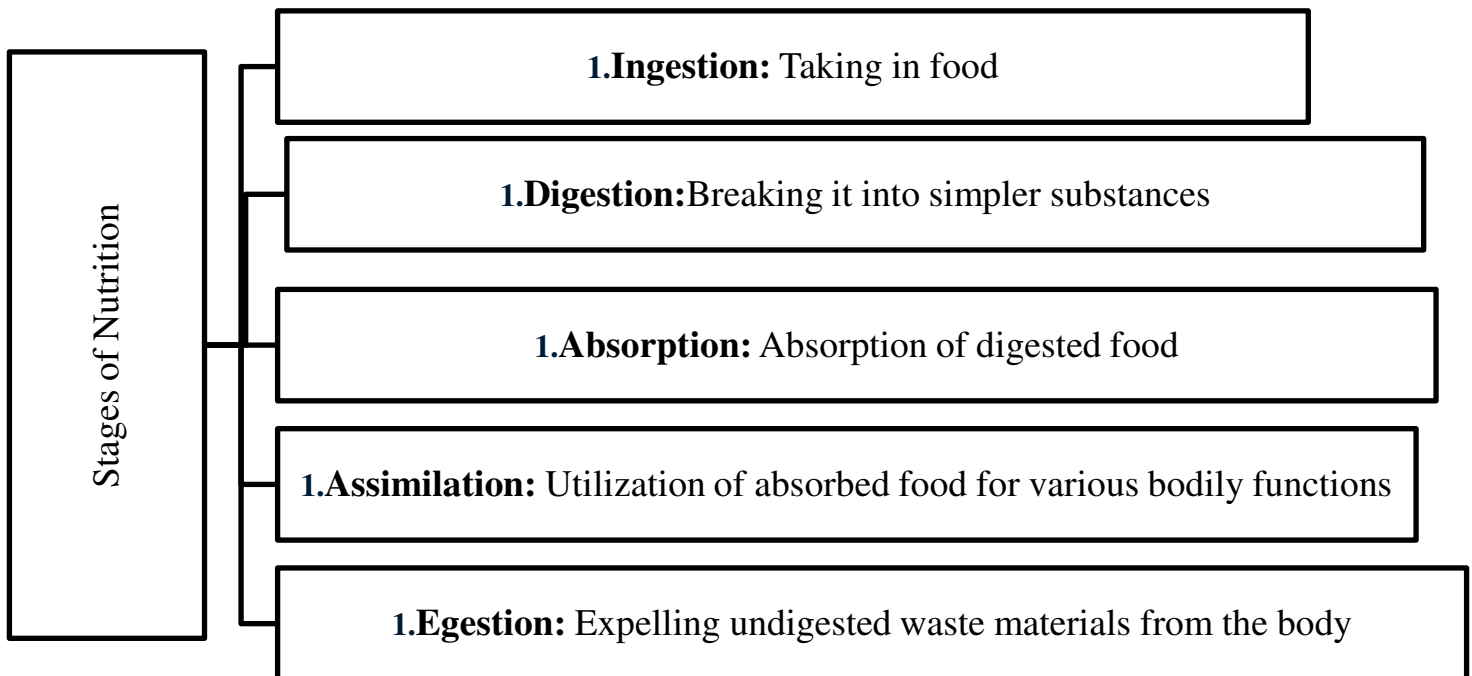 Stages of Nutrition
1.Ingestion: Taking in food
1.Digestion:Breaking it into simpler substances
1.Absorption: Absorption of digested food
1.Assimilation: Utilization of absorbed food for various bodily functions
1.Egestion: Expelling undigested waste materials from the body